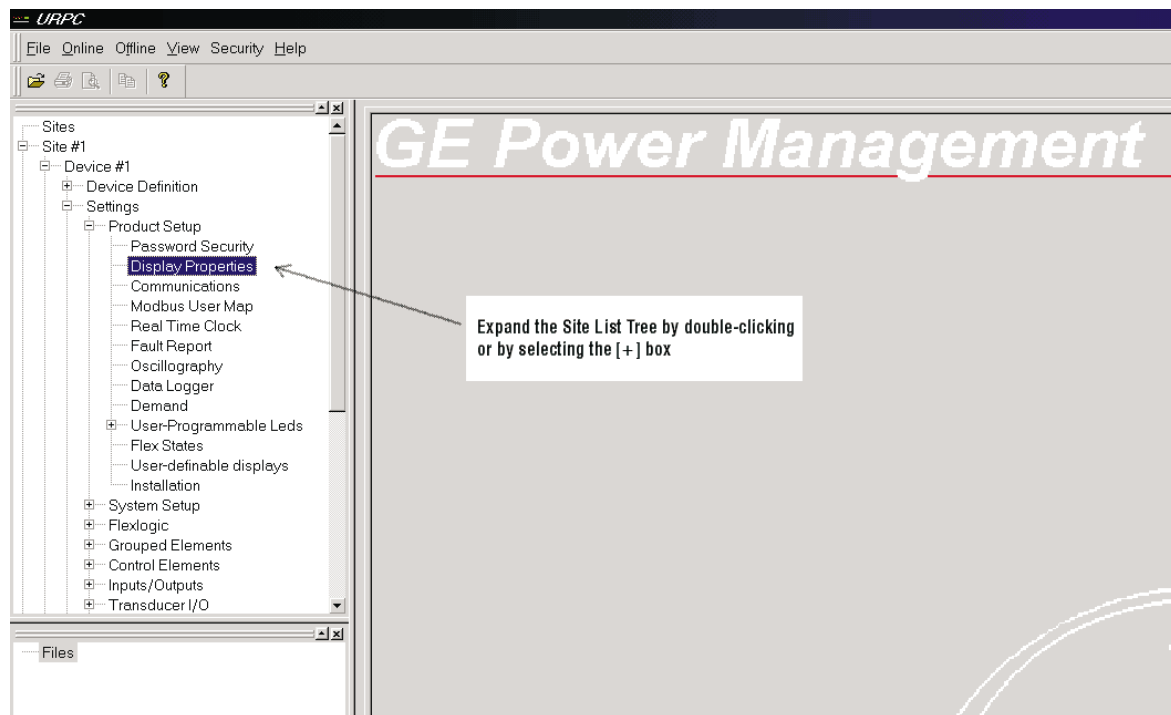 URPC
File Online Offline View Security Help
Sites
Site #1
Device #1
Device Definition
Settings
Product Setup
Password Security
Display Properties
Communications
Modbus User Map
Real Time Clock
Fault Report
Oscillography
Data Logger
Demand
User-Programmable Leds
Flex States
User-definable displays
Installation
System Setup
Flexlogic
Grouped Elements
Control Elements
Inputs/Outputs
Transducer I/O
Files
GE Power Management
Expand the Site List Tree by double-clicking
or by selecting the [+] box